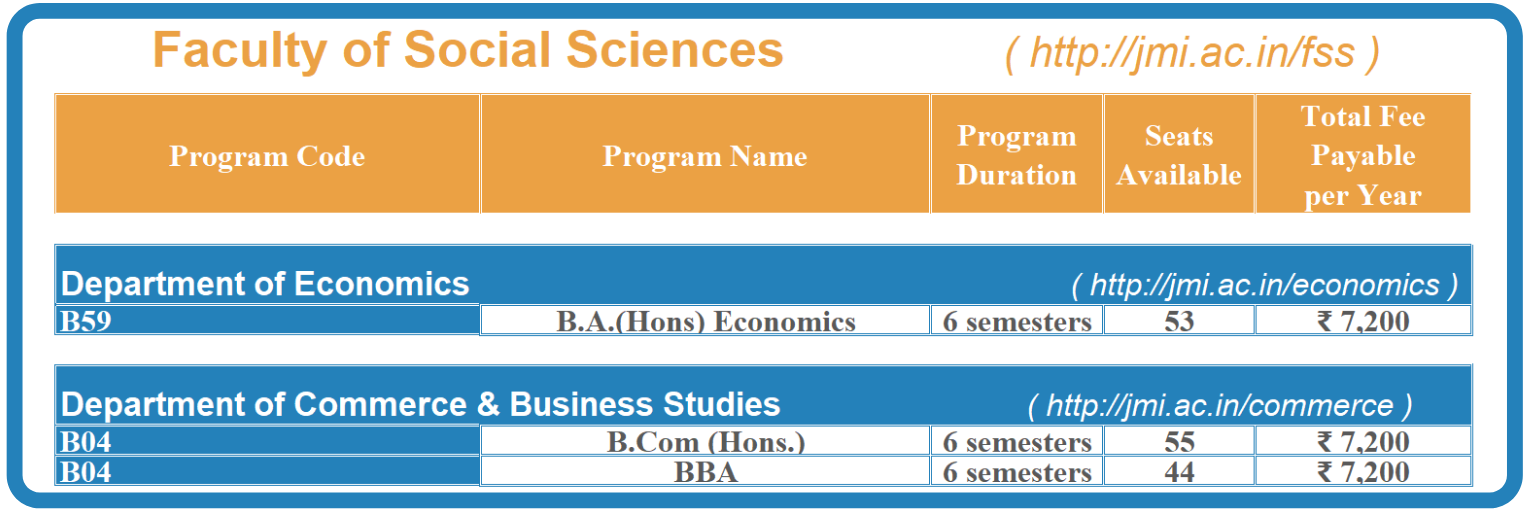 Faculty of Social Sciences ( http://jmi.ac.in/fss )
Program Code Program Name Program Duration Seats Available Total Fee Payable per Year
Department of Economics ( http://jmi.ac.in/economics )
B59 B.A.(Hons) Economics 6 semesters 53 ₹ 7,200
Department of Commerce & Business Studies ( http://jmi.ac.in/commerce )
B04 B.Com (Hons.) 6 semesters 55 ₹ 7,200
B04 BBA 6 semesters 44 ₹ 7,200